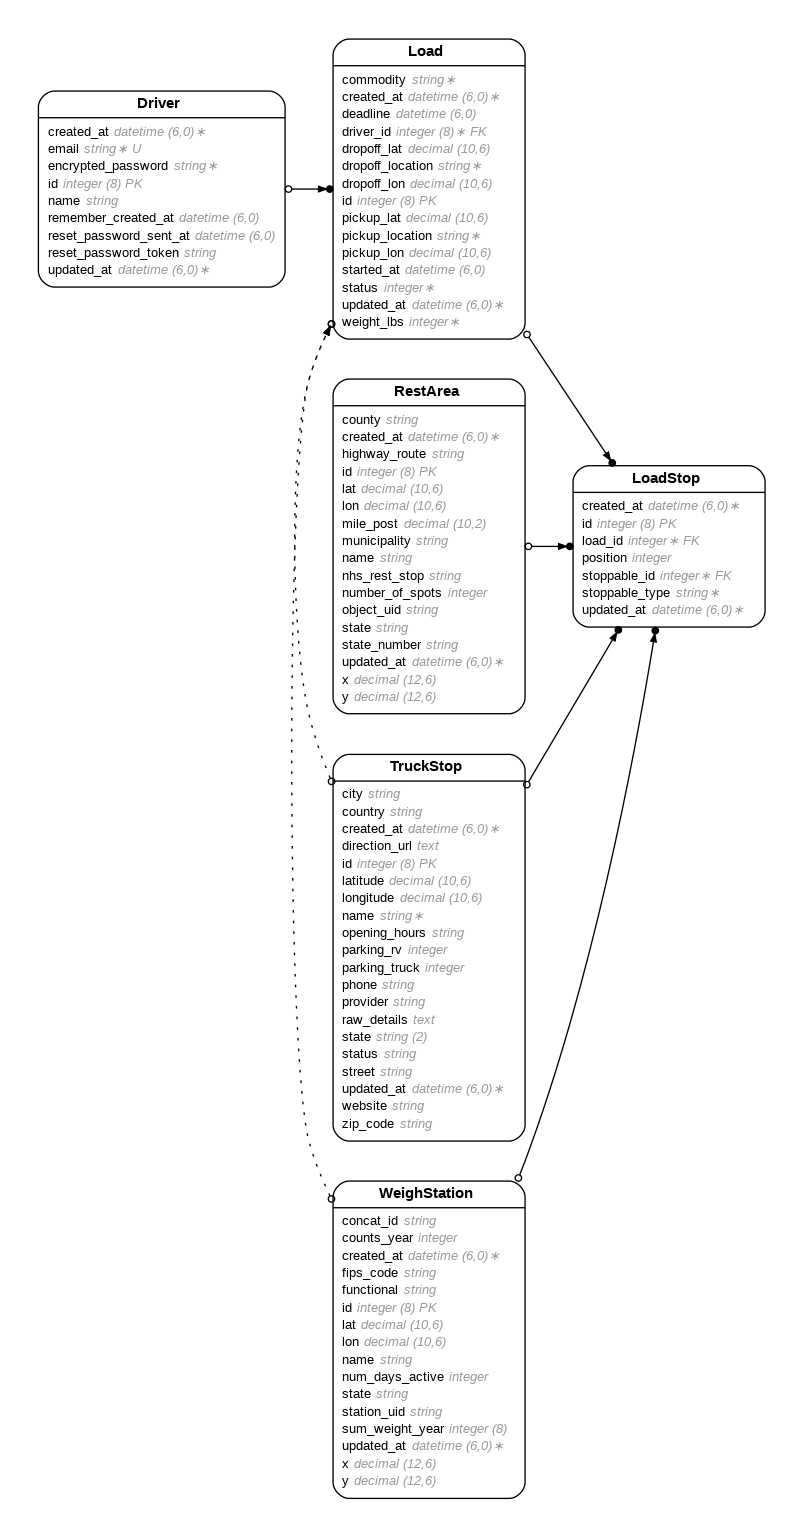 Driver
created_at datetime (6,0)∗
email string∗ U
encrypted_password string∗
id integer (8) PK
name string
remember_created_at datetime (6,0)
reset_password_sent_at datetime (6,0)
reset_password_token string
updated_at datetime (6,0)∗
Load
commodity string∗
created_at datetime (6,0)∗
deadline datetime (6,0)
driver_id integer (8)∗ FK
dropoff_lat decimal (10,6)
dropoff_location string∗
dropoff_lon decimal (10,6)
id integer (8) PK
pickup_lat decimal (10,6)
pickup_location string∗
pickup_lon decimal (10,6)
started_at datetime (6,0)
status integer∗
updated_at datetime (6,0)∗
weight_lbs integer∗
RestArea
county string
created_at datetime (6,0)∗
highway_route string
id integer (8) PK
lat decimal (10,6)
lon decimal (10,6)
mile_post decimal (10,2)
municipality string
name string
nhs_rest_stop string
number_of_spots integer
object_uid string
state string
state_number string
updated_at datetime (6,0)∗
x decimal (12,6)
y decimal (12,6)
LoadStop
created_at datetime (6,0)∗
id integer (8) PK
load_id integer∗ FK
position integer
stoppable_id integer∗ FK
stoppable_type string∗
updated_at datetime (6,0)∗
TruckStop
city string
country string
created_at datetime (6,0)∗
direction_url text
id integer (8) PK
latitude decimal (10,6)
longitude decimal (10,6)
name string∗
opening_hours string
parking_rv integer
parking_truck integer
phone string
provider string
raw_details text
state string (2)
status string
street string
updated_at datetime (6,0)∗
website string
zip_code string
WeighStation
concat_id string
counts_year integer
created_at datetime (6,0)∗
fips_code string
functional string
id integer (8) PK
lat decimal (10,6)
lon decimal (10,6)
name string
num_days_active integer
state string
station_uid string
sum_weight_year integer (8)
updated_at datetime (6,0)∗
x decimal (12,6)
y decimal (12,6)